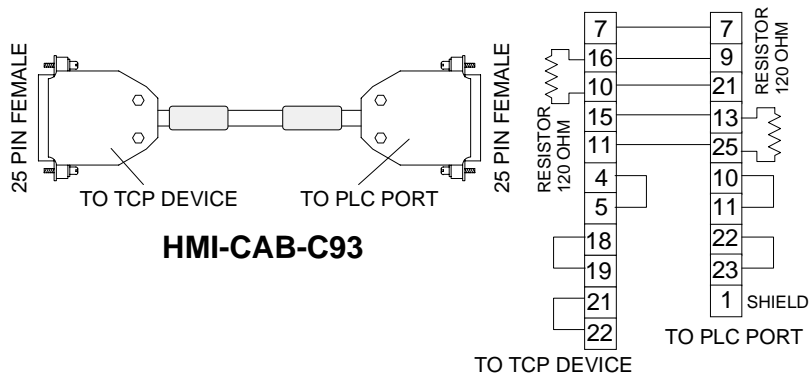 25 PIN FEMALE
25 PIN FEMALE
TO TCP DEVICE
TO PLC PORT
HMI-CAB-C93
7
16
10
15
11
4
5
18
19
21
22
RESISTOR
120 OHM
TO TCP DEVICE
7
9
21
13
25
10
11
22
23
1 SHIELD
RESISTOR
120 OHM
TO PLC PORT